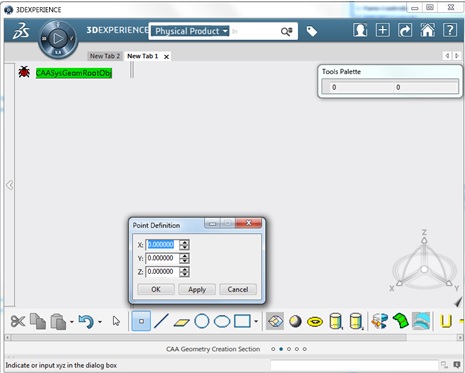 3DEXPERIENCE
3DEXPERIENCE Physical Product
New Tab 2 New Tab 1
CAASysGeomRootObj
Tools Palette
0 0
Point Definition
X: 0.000000
Y: 0.000000
Z: 0.000000
OK Apply Cancel
Z
X Y
CAA Geometry Creation Section
Indicate or input xyz in the dialog box